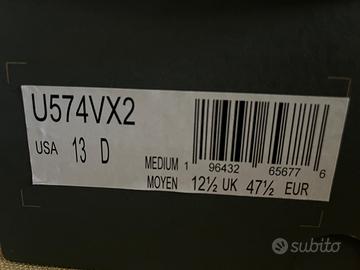 U574VX2
USA 13 D
MEDIUM 1 96432 65677 6
MOYEN 12½ UK 47½ EUR
subito